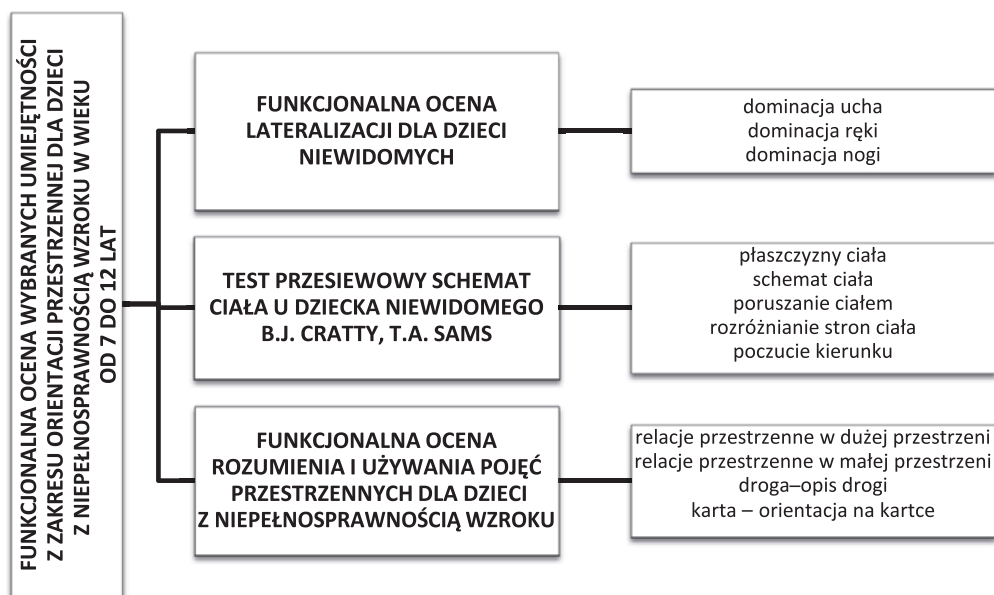 FUNKCJONALNA OCENA WYBRANYCH UMIEJĘTNOŚCI
Z ZAKRESU ORIENTACJI PRZESTRZENNEJ DLA DZIECI
Z NIEPEŁNOSPRAWNOŚCIĄ WZROKU W WIEKU
OD 7 DO 12 LAT
FUNKCJONALNA OCENA
LATERALIZACJI DLA DZIECI
NIEWIDOMYCH
dominacja ucha
dominacja ręki
dominacja nogi
TEST PRZESIEWOWY SCHEMAT
CIAŁA U DZIECKA NIEWIDOMEGO
B.J. CRATTY, T.A. SAMS
płaszczyzny ciała
schemat ciała
poruszanie ciałem
rozróżnianie stron ciała
poczucie kierunku
FUNKCJONALNA OCENA
ROZUMIENIA I UŻYWANIA POJĘĆ
PRZESTRZENNYCH DLA DZIECI
Z NIEPEŁNOSPRAWNOŚCIĄ WZROKU
relacje przestrzenne w dużej przestrzeni
relacje przestrzenne w małej przestrzeni
droga–opis drogi
karta – orientacja na kartce